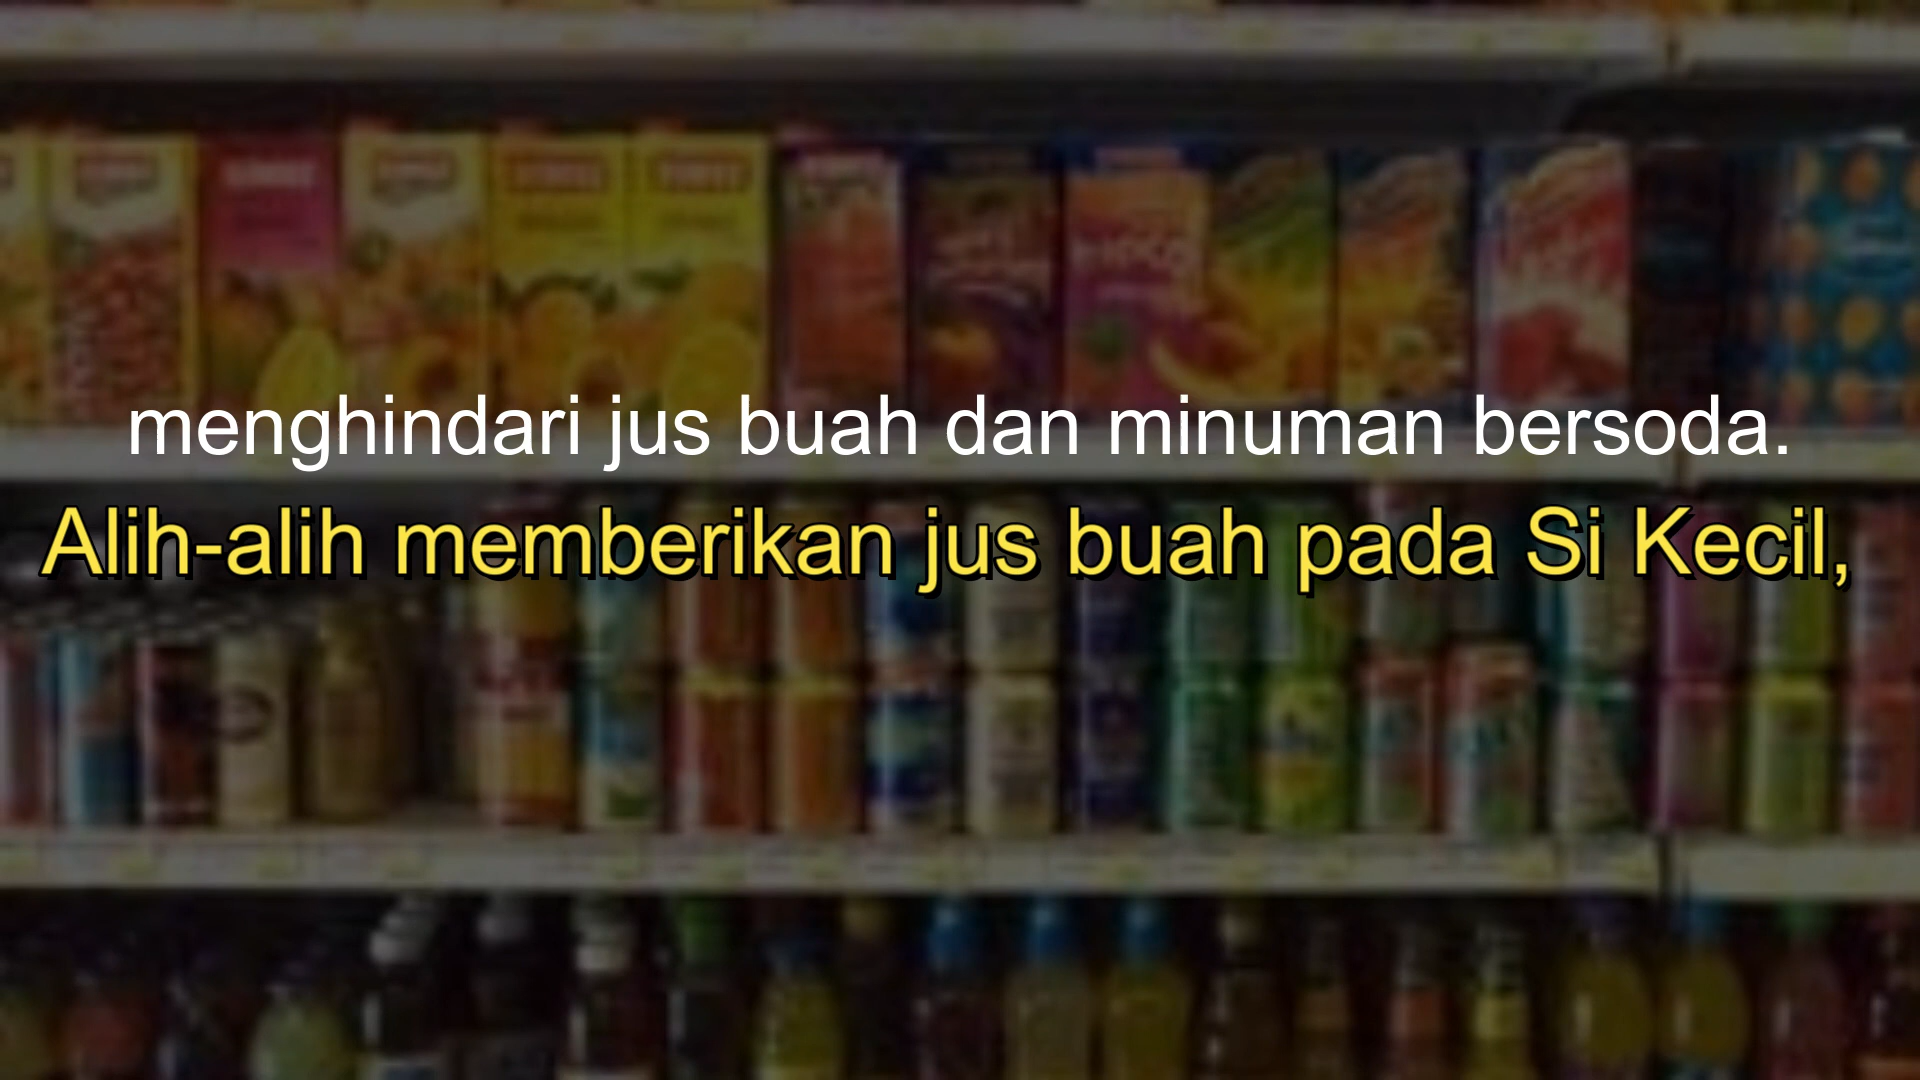 menghindari jus buah dan minuman bersoda.
Alih-alih memberikan jus buah pada Si Kecil,